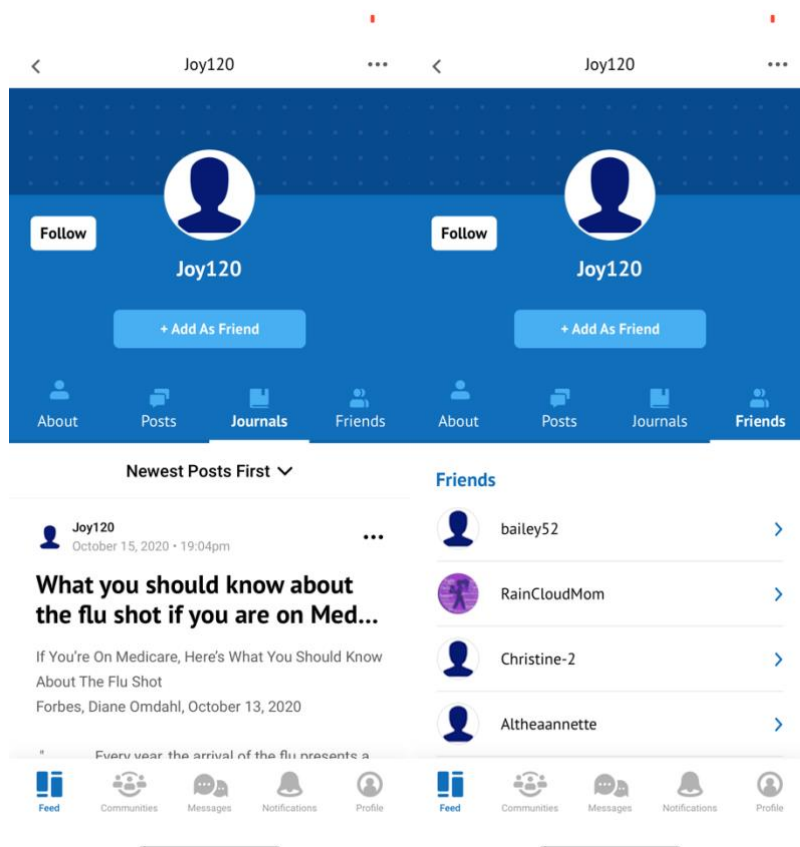 Joy120
Follow
Joy120
+ Add As Friend
About Posts Journals Friends
Newest Posts First
Joy120
October 15, 2020 • 19:04pm
What you should know about
the flu shot if you are on Med...
If You're On Medicare, Here's What You Should Know
About The Flu Shot
Forbes, Diane Omdahl, October 13, 2020
" Every year, the arrival of the flu presents a
Feed Communities Messages Notifications Profile
Joy120
Follow
Joy120
+ Add As Friend
About Posts Journals Friends
Friends
bailey52
RainCloudMom
Christine-2
Altheaannette
Feed Communities Messages Notifications Profile